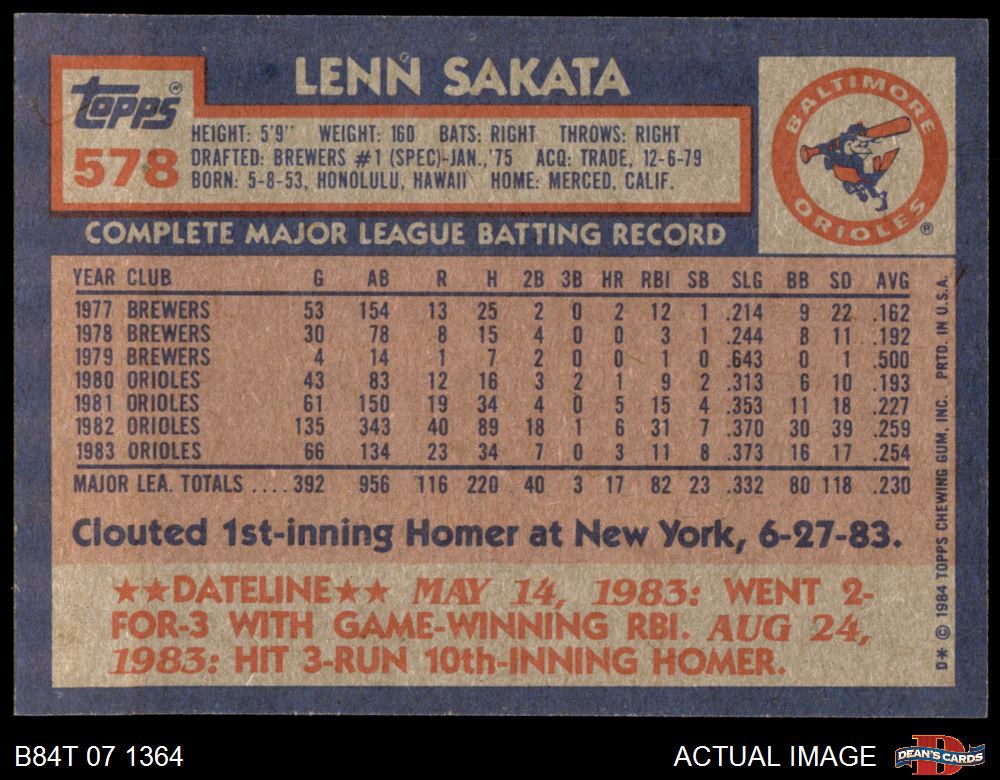 LENN SAKATA
Topps®
578
HEIGHT: 5'9" WEIGHT: 160 BATS: RIGHT THROWS: RIGHT
DRAFTED: BREWERS #1 (SPEC)-JAN.,'75 ACQ: TRADE, 12-6-79
BORN: 5-8-53, HONOLULU, HAWAII HOME: MERCED, CALIF.
BALTIMORE
ORIOLES
®
COMPLETE MAJOR LEAGUE BATTING RECORD
YEAR CLUB G AB R H 2B 3B HR RBI SB SLG BB SO AVG
1977 BREWERS 53 154 13 25 2 0 2 12 1 .214 9 22 .162
1978 BREWERS 30 78 8 15 4 0 0 3 1 .244 8 11 .192
1979 BREWERS 4 14 1 7 2 0 0 1 0 .643 0 1 .500
1980 ORIOLES 43 83 12 16 3 2 1 9 2 .313 6 10 .193
1981 ORIOLES 61 150 19 34 4 0 5 15 4 .353 11 18 .227
1982 ORIOLES 135 343 40 89 18 1 6 31 7 .370 30 39 .259
1983 ORIOLES 66 134 23 34 7 0 3 11 8 .373 16 17 .254
MAJOR LEA. TOTALS ....392 956 116 220 40 3 17 82 23 .332 80 118 .230
Clouted 1st-inning Homer at New York, 6-27-83.
★★DATELINE★★ MAY 14, 1983: WENT 2-
FOR-3 WITH GAME-WINNING RBI. AUG 24,
1983: HIT 3-RUN 10th-INNING HOMER.
D* © 1984 TOPPS CHEWING GUM, INC. PRTD. IN U.S.A.
B84T 07 1364
ACTUAL IMAGE
D
DEAN'S CARDS